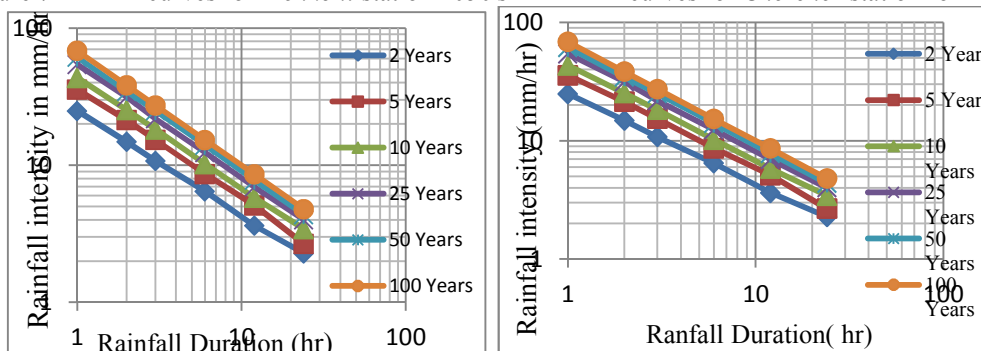 Rainfall intensity in
100
10
1
1
10
100
Rainfall Duration (hr)
2 Years
5 Years
10 Years
25 Years
50 Years
100 Years
Rainfall intensity (mm/hr)
100
10
1
1
10
100
Ranfall Duration( hr)
2 Year
5 Year
10
Years
25
Years
50
Years
100
Years